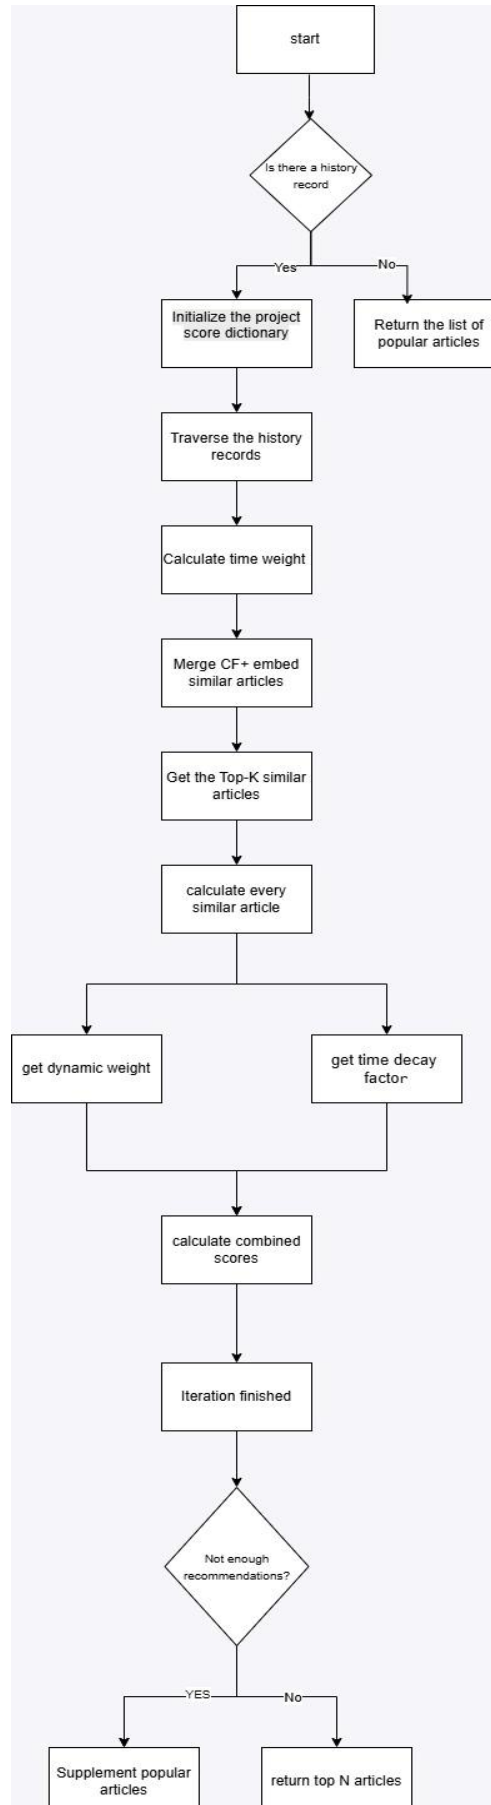 start
Is there a history
record
Yes
No
Initialize the project
score dictionary
Return the list of
popular articles
Traverse the history
records
Calculate time weight
Merge CF+ embed
similar articles
Get the Top-K similar
articles
calculate every
similar article
get dynamic weight
get time decay
factor
calculate combined
scores
Iteration finished
Not enough
recommendations?
YES
No
Supplement popular
articles
return top N articles